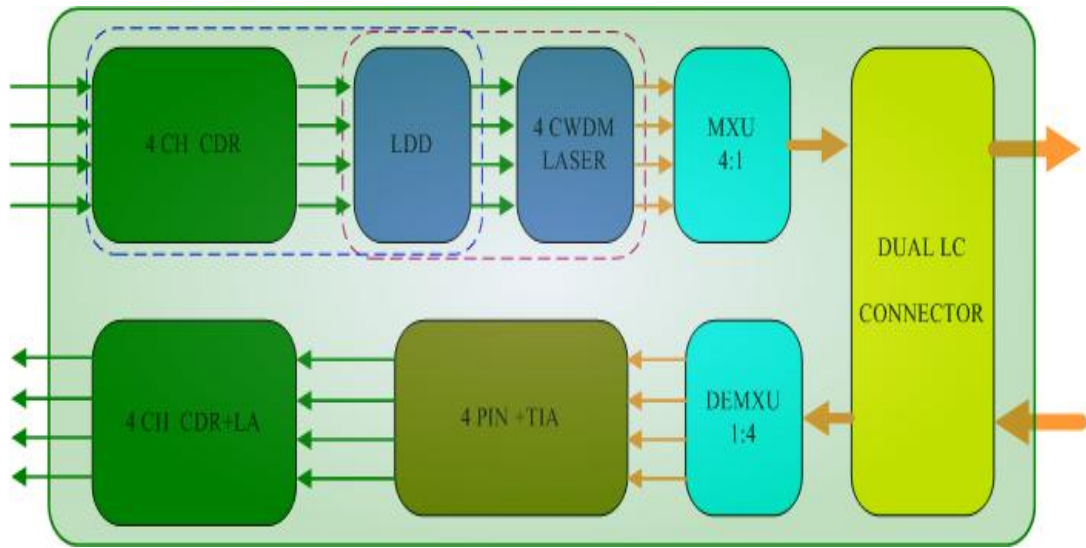 4 CH CDR
LDD
4 CWDM
LASER
MXU
4:1
DUAL LC
CONNECTOR
4 CH CDR+LA
4 PIN +TIA
DEMXU
1:4